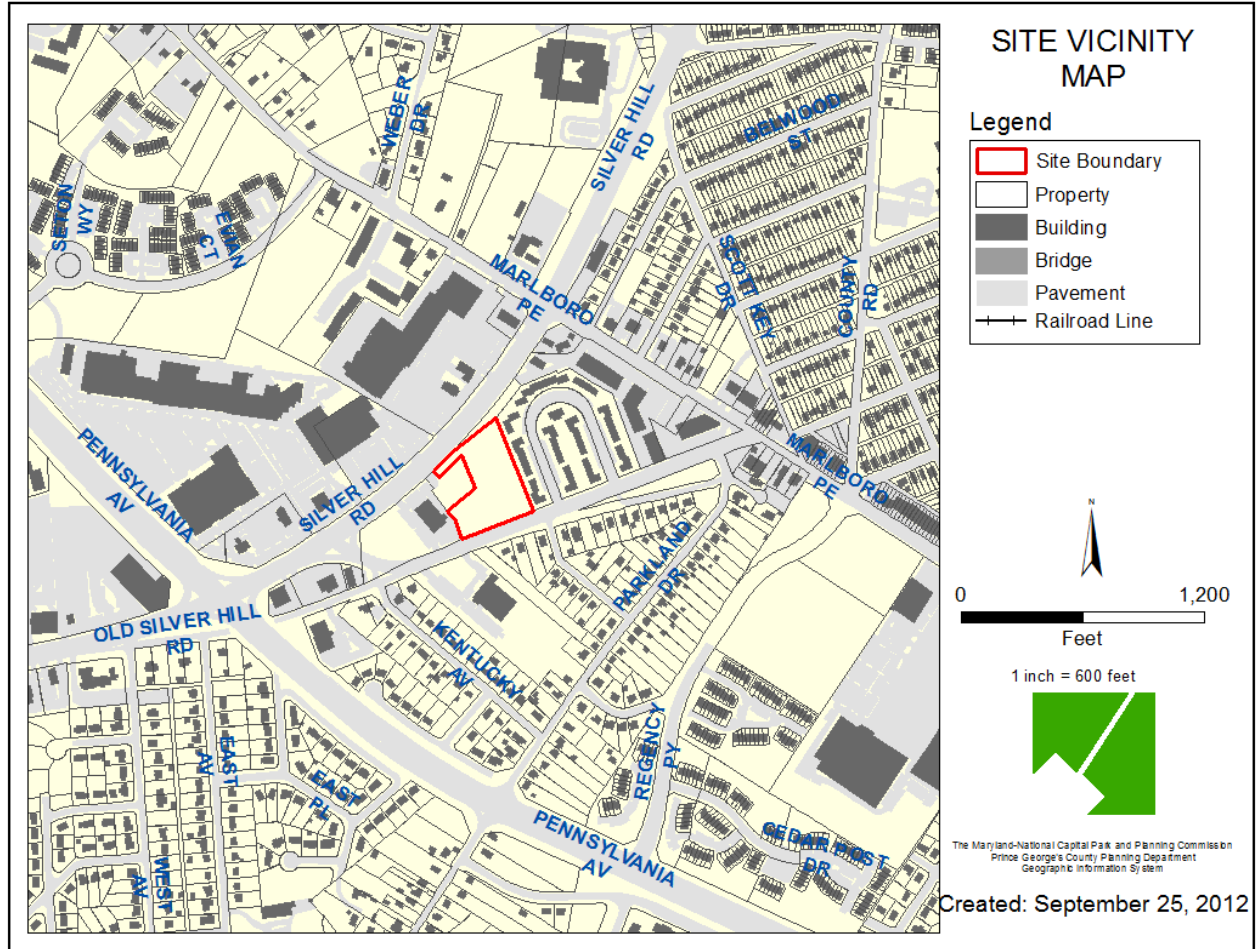 SITE VICINITY
MAP
Legend
Site Boundary
Property
Building
Bridge
Pavement
Railroad Line
N
0 1,200
Feet
1 inch = 600 feet
The Maryland-National Capital Park and Planning Commission
Prince George's County Planning Department
Geographic Information System
Created: September 25, 2012
WEBER
DR
SILVER HILL
RD
BELWOOD
ST
SETON
WY
EVAN
CT
MARLBORO
PE
SCOTT KEY
DR
COUNTY
RD
PENNSYLVANIA
AV
SILVER HILL
RD
MARLBORO
PE
PARKLAND
DR
OLD SILVER HILL
RD
KENTUCKY
AV
REGENCY
PY
EAST
AV
EAST
PL
PENNSYLVANIA
AV
CEDAR POST
DR
WEST
AV